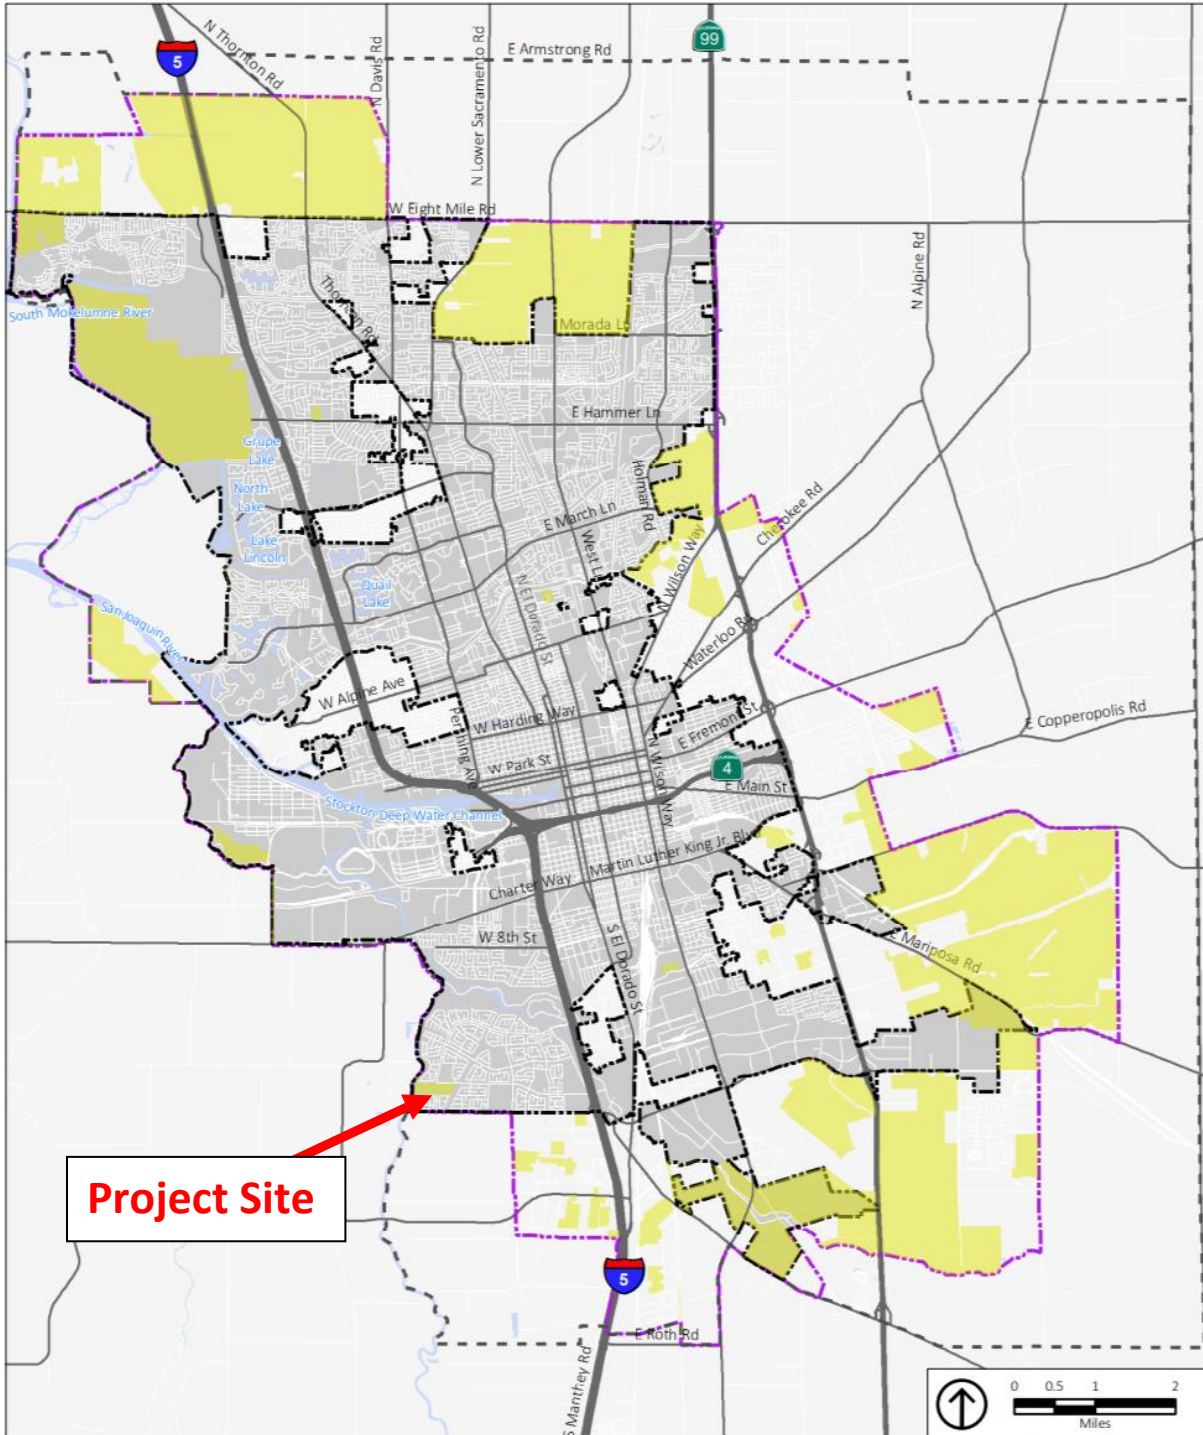 99
5
N Thornton Rd
N Davis Rd
N Lower Sacramento Rd
E Armstrong Rd
W Eight Mile Rd
N Alpine Rd
South Mokelumne River
Thornton Rd
Morada Ln
E Hammer Ln
Grupe
Lake
North
Lake
Holman Rd
E March Ln
Cherokee Rd
Lake
Lincoln
West Ln
Quail
Lake
N El Dorado St
N Wilson Way
San Joaquin River
Waterloo Rd
W Alpine Ave
Pershing Ave
W Harding Way
E Fremont St
E Copperopolis Rd
W Park St
N Wilson Way
4
E Main St
Stockton Deep Water Channel
Martin Luther King Jr. Blvd
Charter Way
W 8th St
S El Dorado St
E Mariposa Rd
Project Site
5
E Roth Rd
S Manthey Rd
0 0.5 1 2
Miles